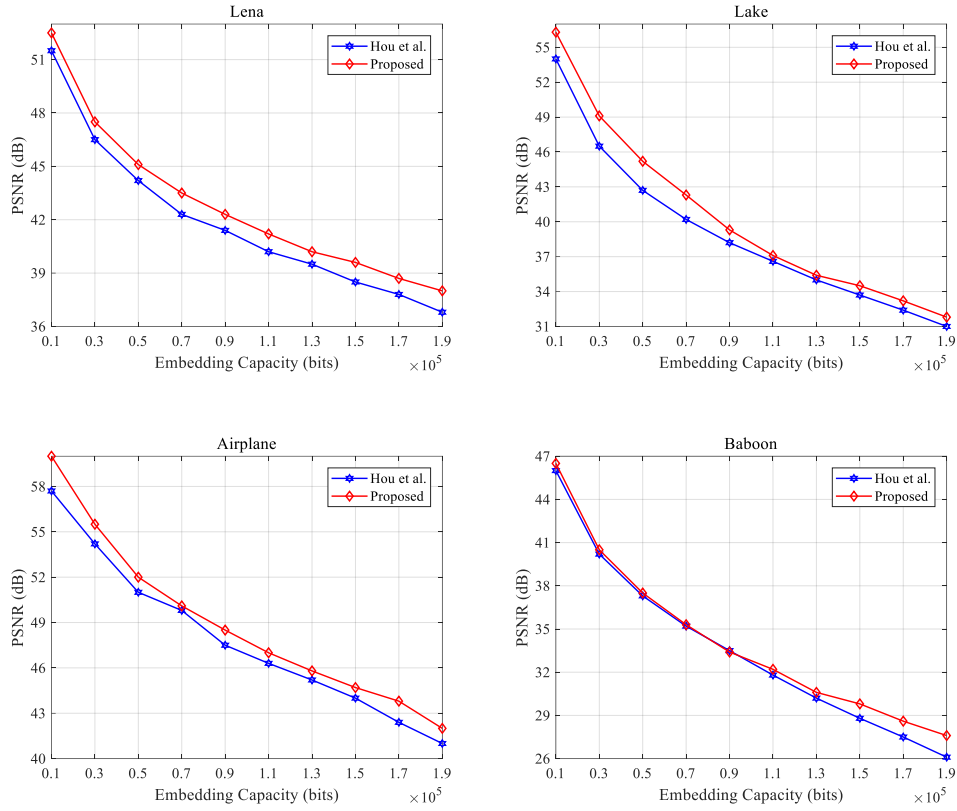 Lena
Hou et al.
Proposed
PSNR (dB)
51
48
45
42
39
36
0.1 0.3 0.5 0.7 0.9 1.1 1.3 1.5 1.7 1.9
Embedding Capacity (bits)
×10^5
Lake
Hou et al.
Proposed
PSNR (dB)
55
52
49
46
43
40
37
34
31
0.1 0.3 0.5 0.7 0.9 1.1 1.3 1.5 1.7 1.9
Embedding Capacity (bits)
×10^5
Airplane
Hou et al.
Proposed
PSNR (dB)
58
55
52
49
46
43
40
0.1 0.3 0.5 0.7 0.9 1.1 1.3 1.5 1.7 1.9
Embedding Capacity (bits)
×10^5
Baboon
Hou et al.
Proposed
PSNR (dB)
47
44
41
38
35
32
29
26
0.1 0.3 0.5 0.7 0.9 1.1 1.3 1.5 1.7 1.9
Embedding Capacity (bits)
×10^5